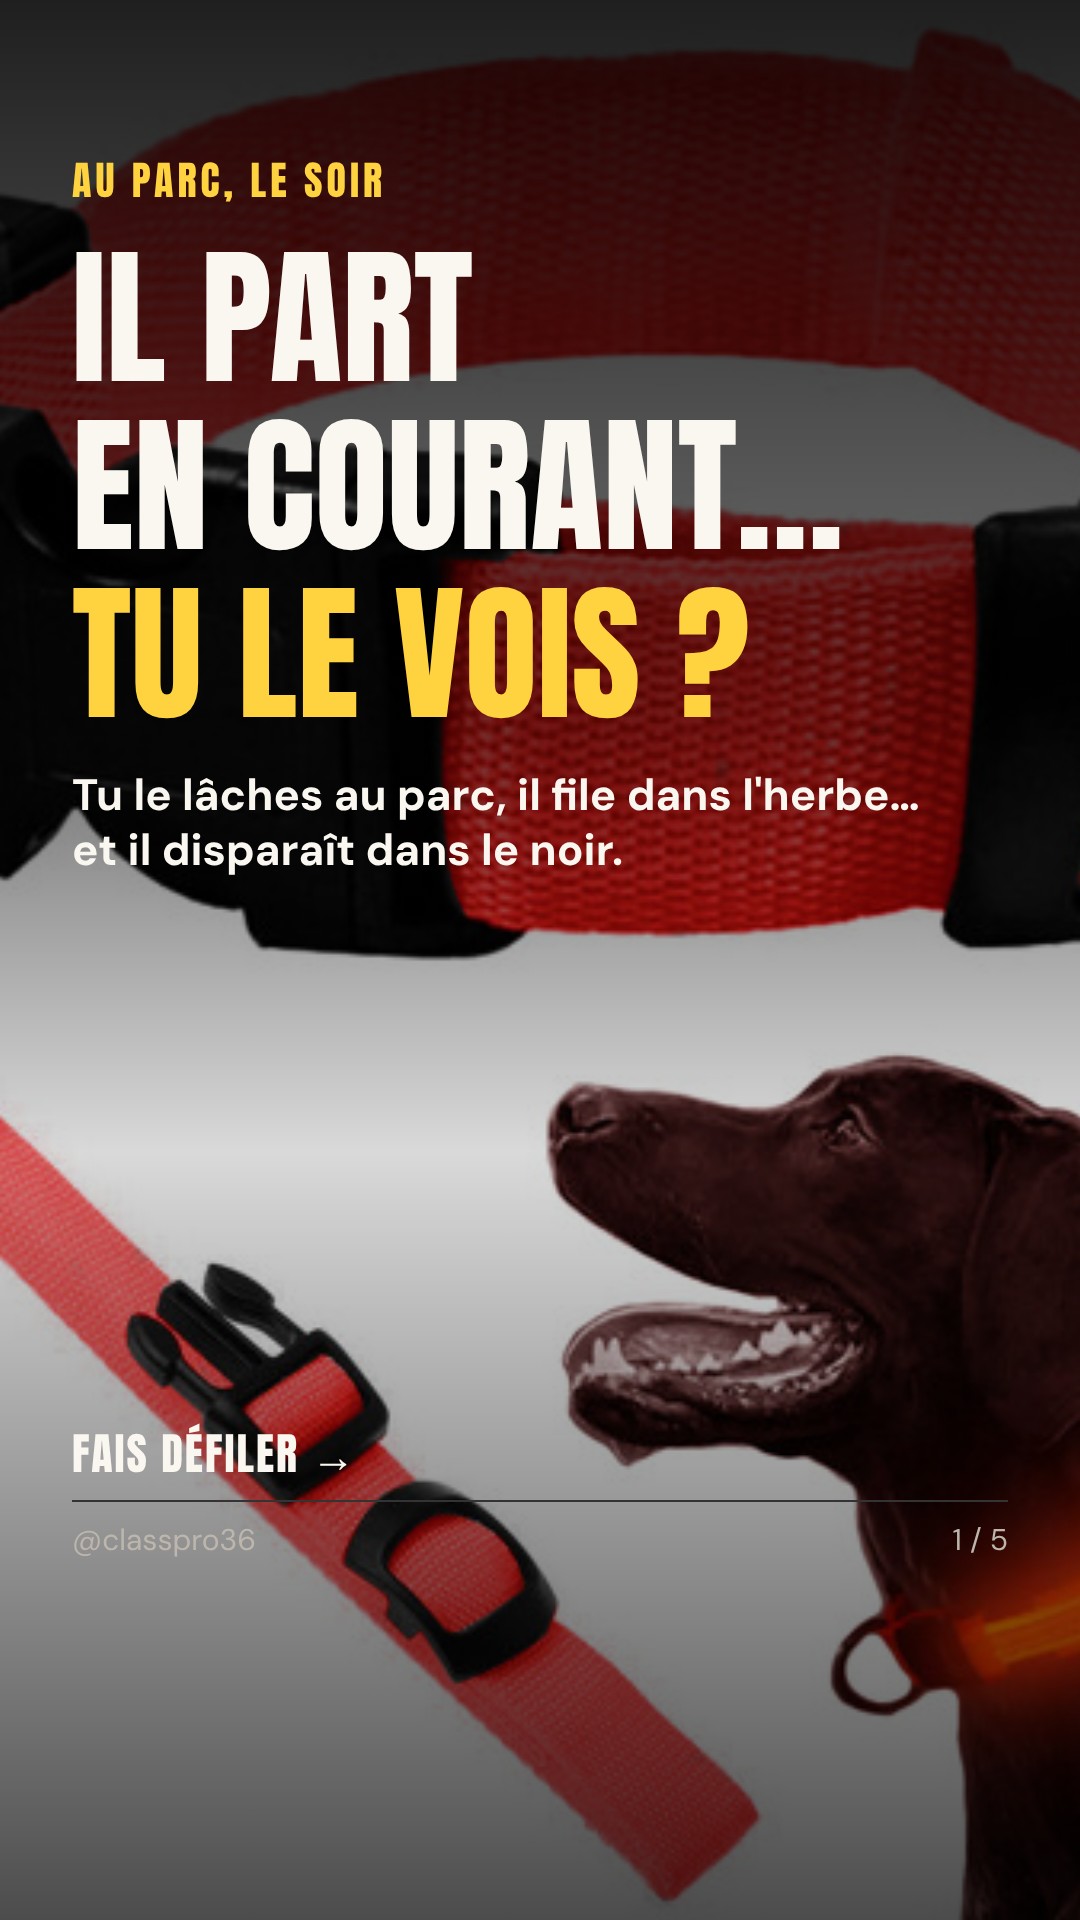 AU PARC, LE SOIR
IL PART
EN COURANT...
TU LE VOIS ?
Tu le lâches au parc, il file dans l'herbe...
et il disparaît dans le noir.
FAIS DÉFILER →
@classpro36
1 / 5